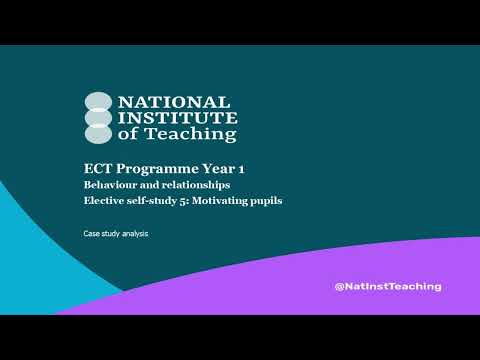 NATIONAL
INSTITUTE
of Teaching
ECT Programme Year 1
Behaviour and relationships
Elective self-study 5: Motivating pupils
Case study analysis
@NatInstTeaching